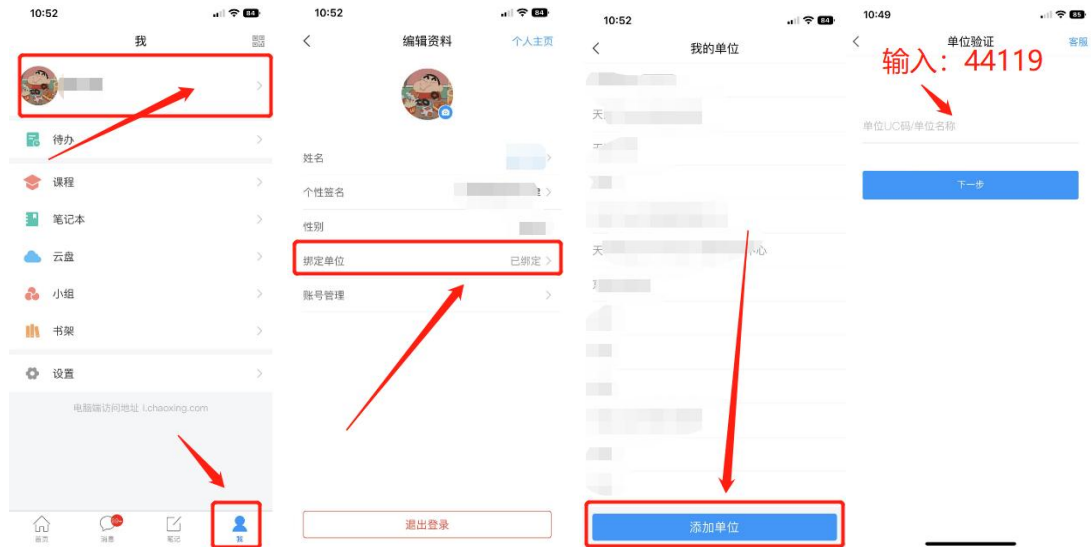 10:52
84
我
待办
课程
笔记本
云盘
小组
书架
设置
电脑端访问地址 i.chaoxing.com
首页
消息
笔记
我
10:52
84
编辑资料
个人主页
姓名
个性签名
性别
绑定单位
已绑定
账号管理
退出登录
10:52
84
我的单位
天
天
心
添加单位
10:49
85
单位验证
客服
输入：44119
单位UC码/单位名称
下一步